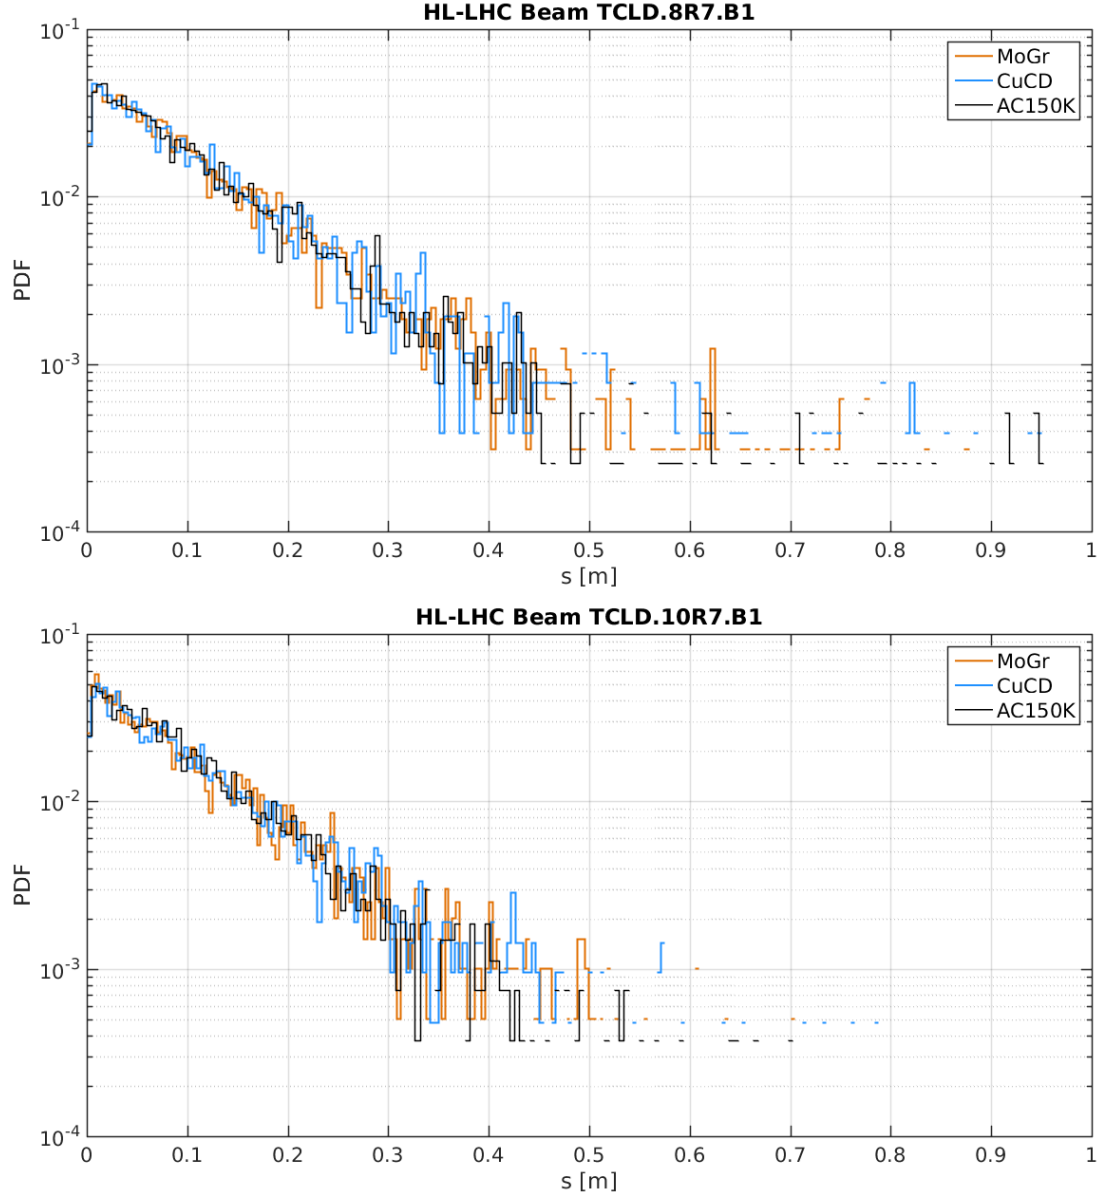 HL-LHC Beam TCLD.8R7.B1
10-1
MoGr
CuCD
AC150K
10-2
PDF
10-3
10-4
0 0.1 0.2 0.3 0.4 0.5 0.6 0.7 0.8 0.9 1
s [m]
HL-LHC Beam TCLD.10R7.B1
10-1
MoGr
CuCD
AC150K
10-2
PDF
10-3
10-4
0 0.1 0.2 0.3 0.4 0.5 0.6 0.7 0.8 0.9 1
s [m]